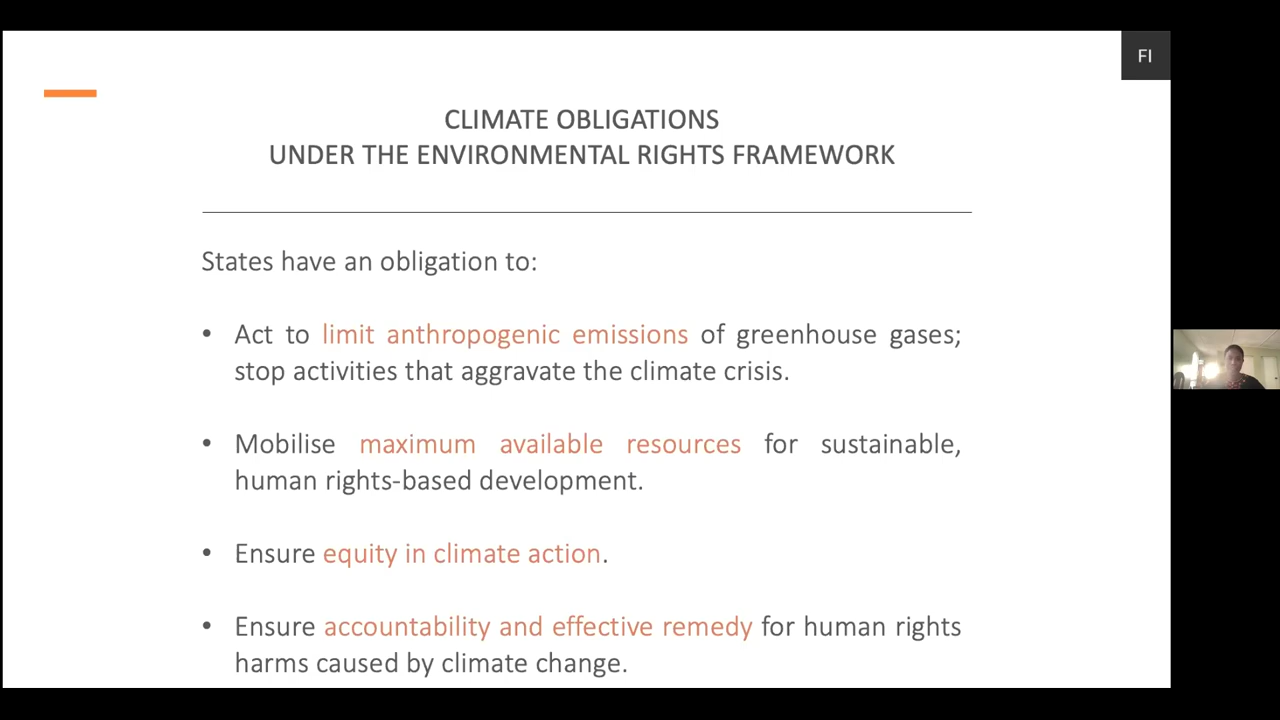 FI
CLIMATE OBLIGATIONS
UNDER THE ENVIRONMENTAL RIGHTS FRAMEWORK
States have an obligation to:
• Act to limit anthropogenic emissions of greenhouse gases;
stop activities that aggravate the climate crisis.
• Mobilise maximum available resources for sustainable,
human rights-based development.
• Ensure equity in climate action.
• Ensure accountability and effective remedy for human rights
harms caused by climate change.